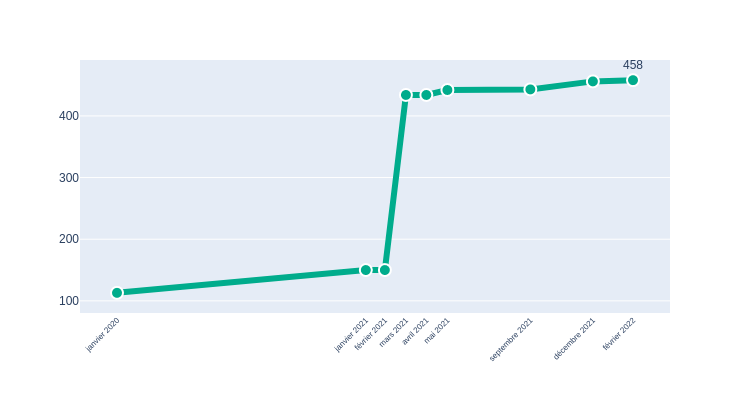 458
400
300
200
100
janvier 2020
janvier 2021
février 2021
mars 2021
avril 2021
mai 2021
septembre 2021
décembre 2021
février 2022